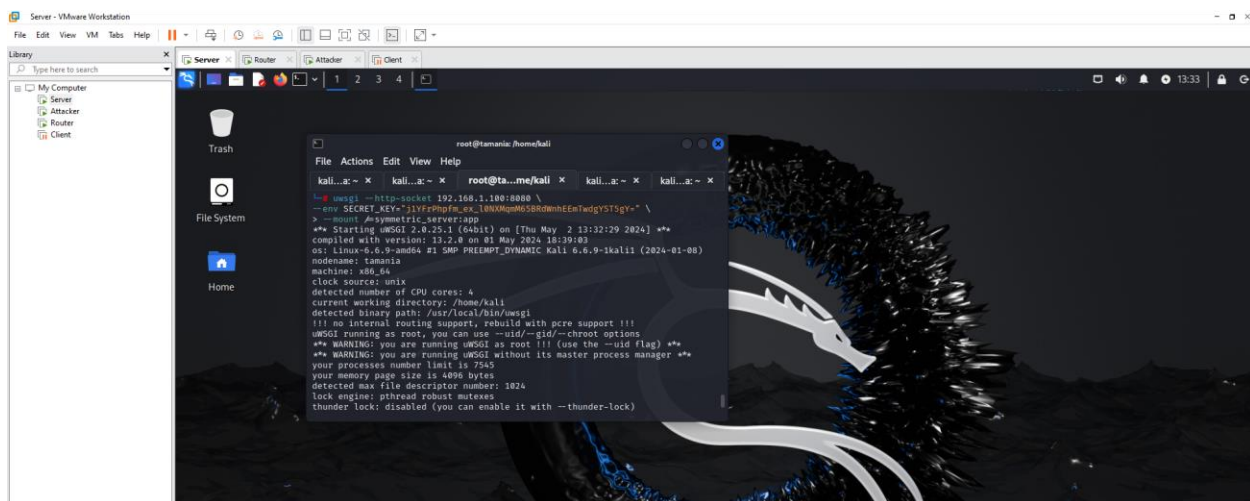 Server - VMware Workstation
File Edit View VM Tabs Help
Library
Type here to search
My Computer
Server
Attacker
Router
Client
Server Router Attacker Client
1 2 3 4
13:33
Trash
File System
Home
root@tamania: /home/kali
File Actions Edit View Help
kali...a: ~ kali...a: ~ root@ta...me/kali kali...a: ~ kali...a: ~
# uwsgi --http-socket 192.168.1.100:8080 \
--env SECRET_KEY= \
> --mount /=symmetric_server:app
*** Starting uWSGI 2.0.25.1 (64bit) on [Thu May 2 13:32:29 2024] ***
compiled with version: 13.2.0 on 01 May 2024 18:39:03
os: Linux-6.6.9-amd64 #1 SMP PREEMPT_DYNAMIC Kali 6.6.9-1kali1 (2024-01-08)
nodename: tamania
machine: x86_64
clock source: unix
detected number of CPU cores: 4
current working directory: /home/kali
detected binary path: /usr/local/bin/uwsgi
!!! no internal routing support, rebuild with pcre support !!!
uWSGI running as root, you can use --uid/--gid/--chroot options
*** WARNING: you are running uWSGI as root !!! (use the --uid flag) ***
*** WARNING: you are running uWSGI without its master process manager ***
your processes number limit is 7545
your memory page size is 4096 bytes
detected max file descriptor number: 1024
lock engine: pthread robust mutexes
thunder lock: disabled (you can enable it with --thunder-lock)